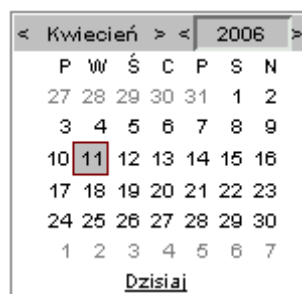 < Kwiecień > < 2006 >
P W Ś C P S N
27 28 29 30 31 1 2
3 4 5 6 7 8 9
10 11 12 13 14 15 16
17 18 19 20 21 22 23
24 25 26 27 28 29 30
1 2 3 4 5 6 7
Dzisiaj